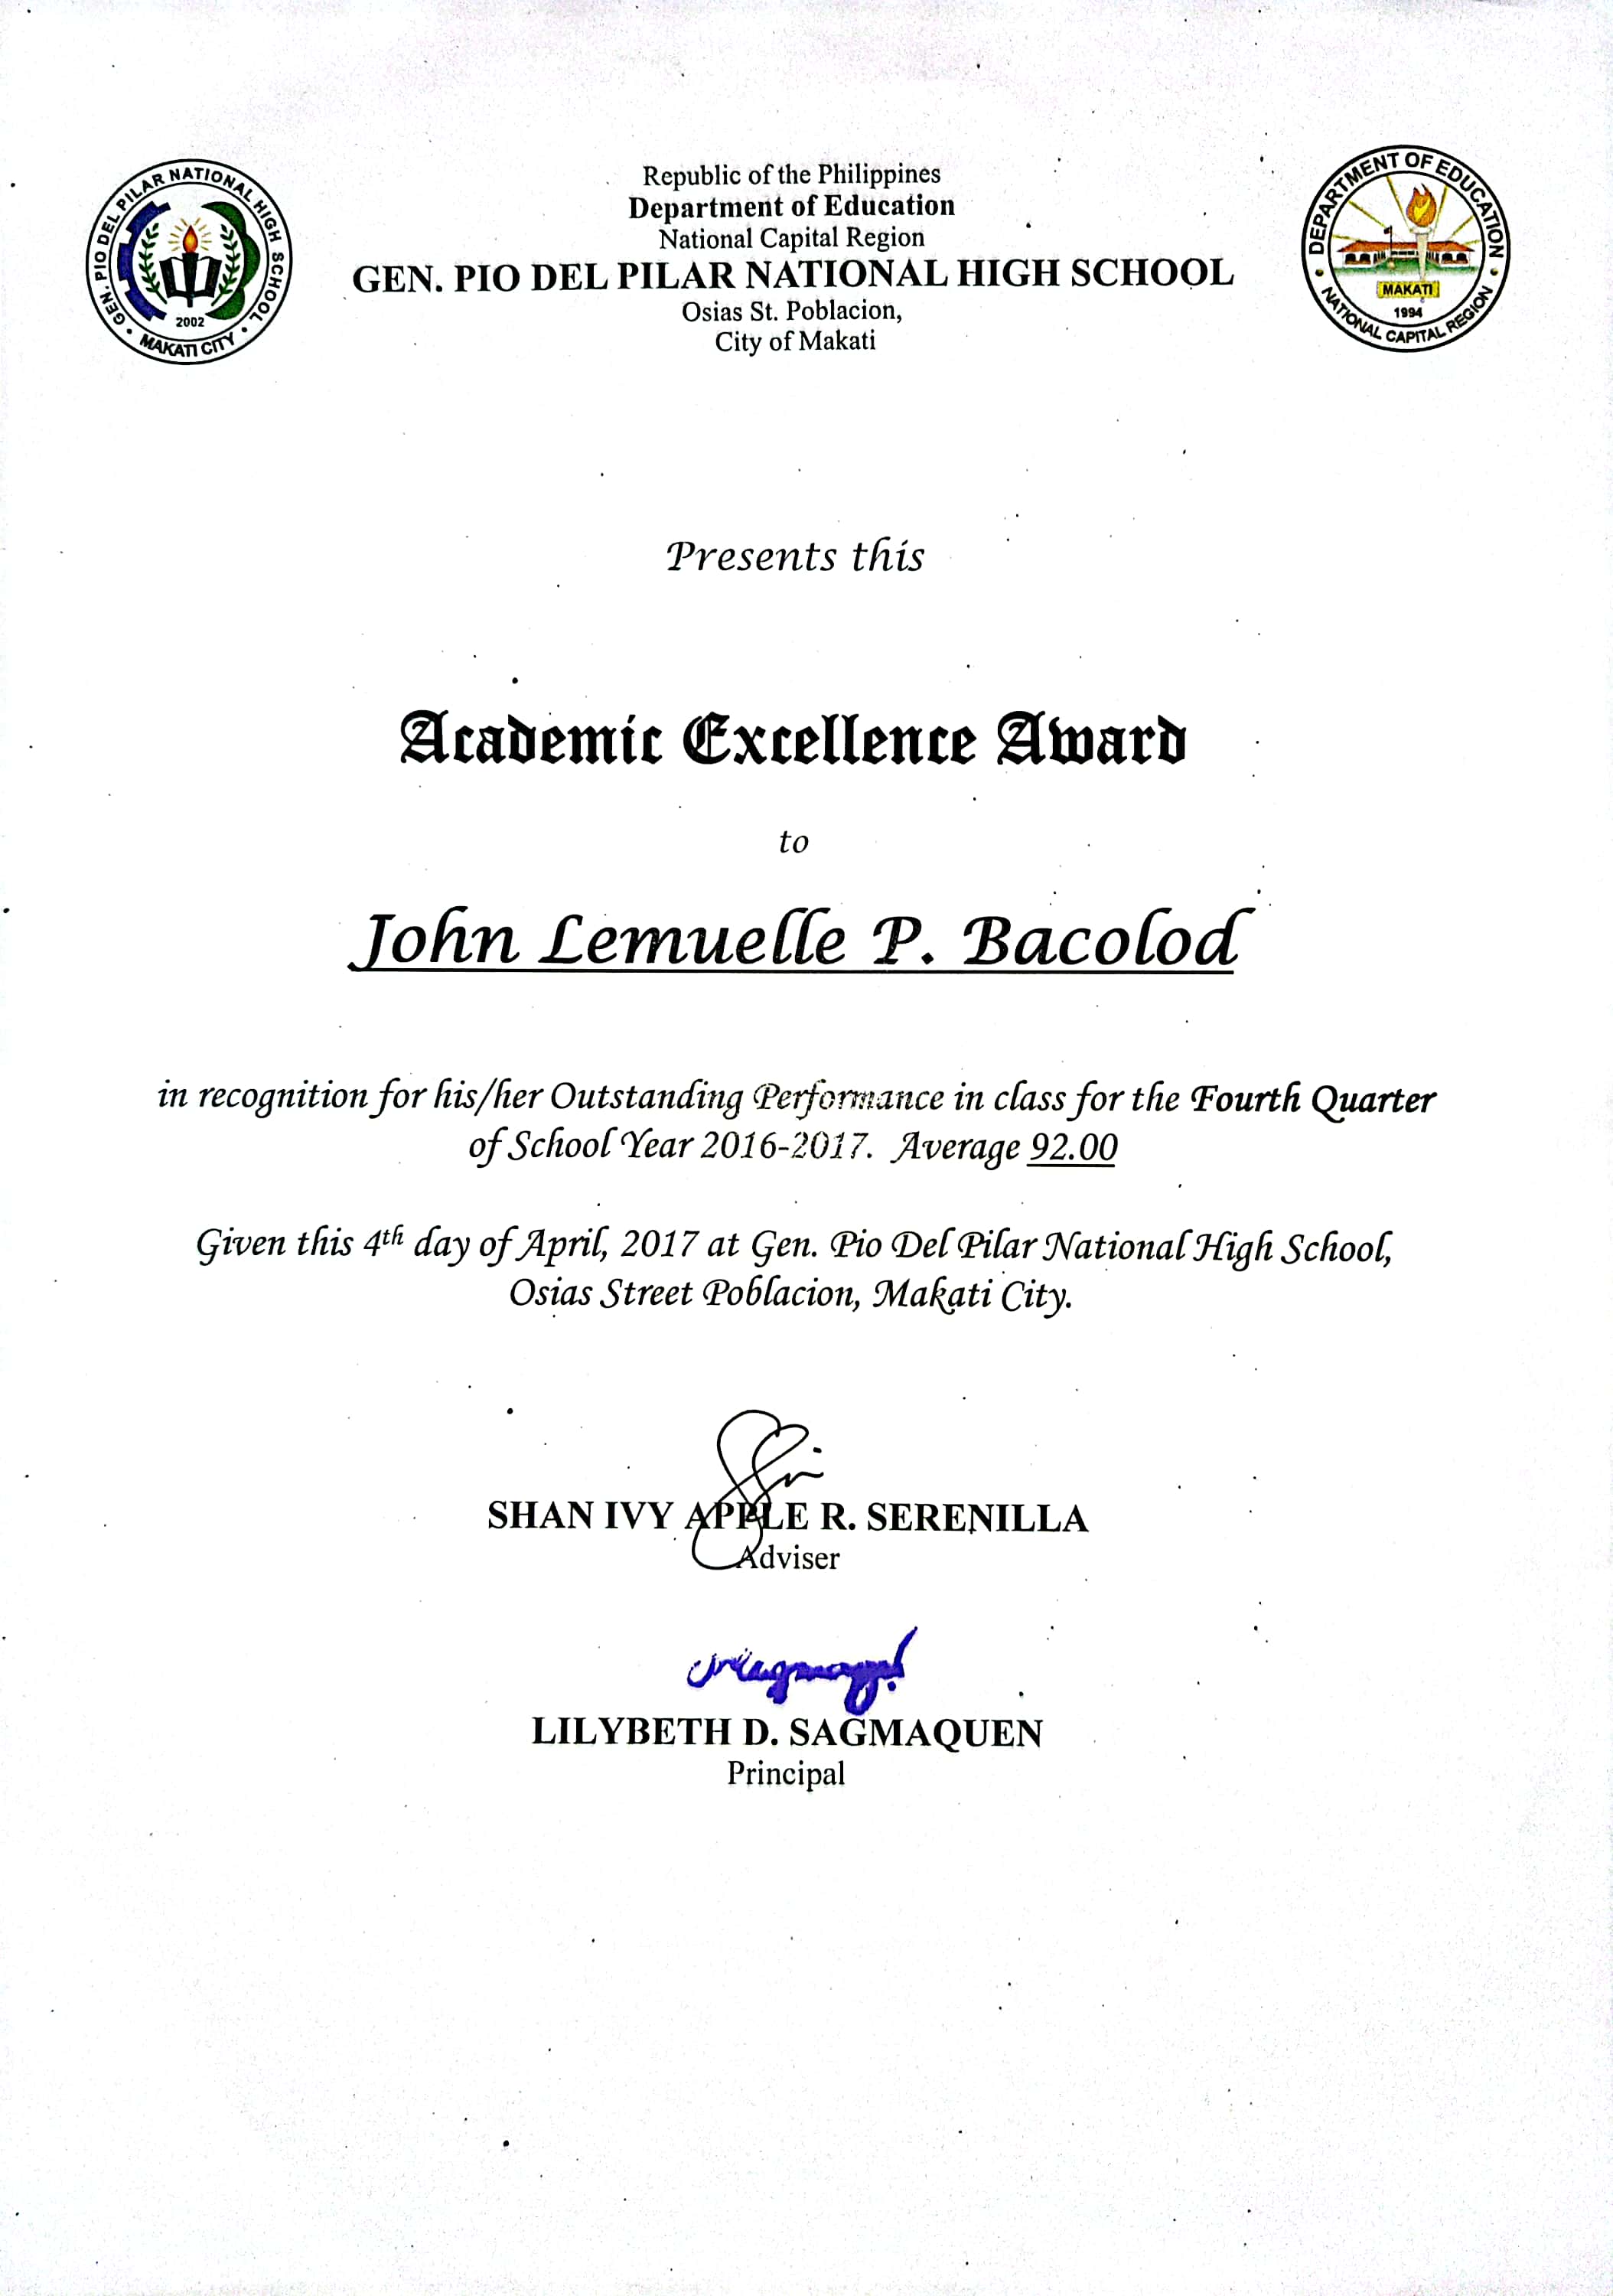 GEN. PIO DEL PILAR NATIONAL HIGH SCHOOL
2002
MAKATI CITY
Republic of the Philippines
Department of Education
National Capital Region
GEN. PIO DEL PILAR NATIONAL HIGH SCHOOL
Osias St. Poblacion,
City of Makati
DEPARTMENT OF EDUCATION
MAKATI
1994
NATIONAL CAPITAL REGION
Presents this
Academic Excellence Award
to
John Lemuelle P. Bacolod
in recognition for his/her Outstanding Performance in class for the Fourth Quarter
of School Year 2016-2017. Average 92.00
Given this 4th day of April, 2017 at Gen. Pio Del Pilar National High School,
Osias Street Poblacion, Makati City.
SHAN IVY APPLE R. SERENILLA
Adviser
LILYBETH D. SAGMAQUEN
Principal